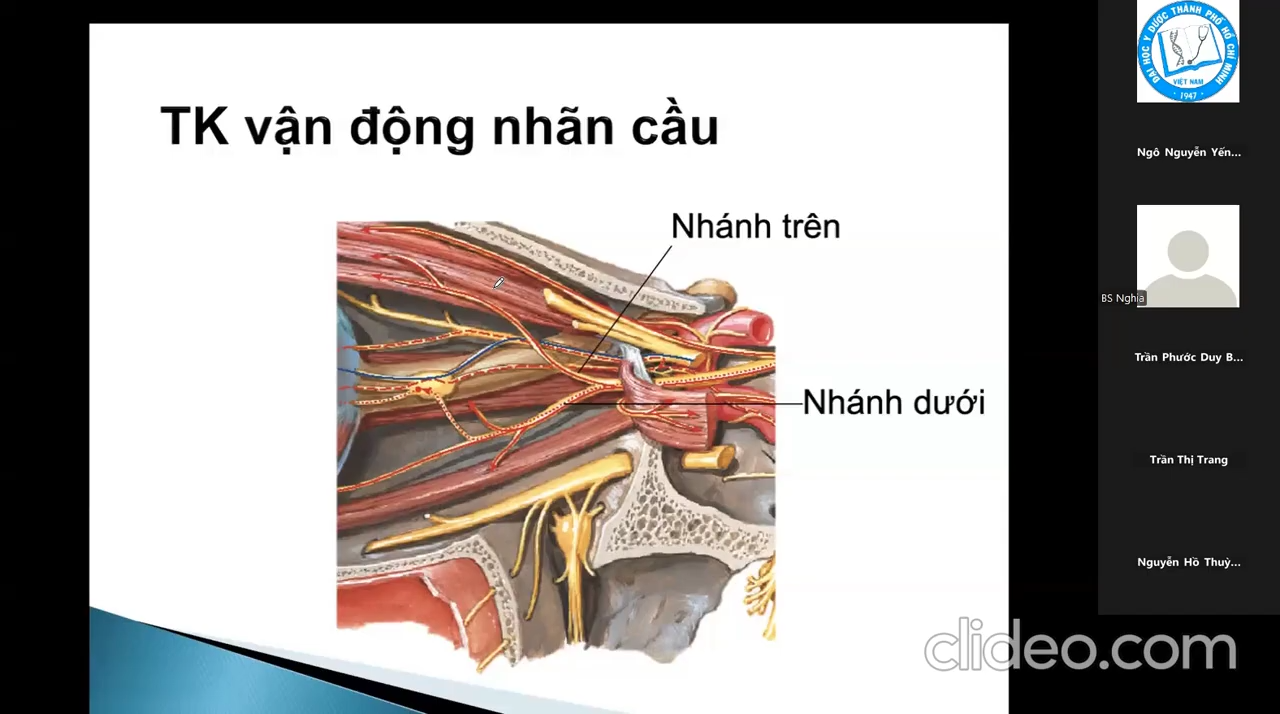 TK vận động nhãn cầu
Nhánh trên
Nhánh dưới
ĐẠI HỌC Y DƯỢC THÀNH PHỐ HỒ CHÍ MINH
VIỆT NAM
· 1947 ·
Ngô Nguyễn Yến...
BS Nghĩa
Trần Phước Duy B...
Trần Thị Trang
Nguyễn Hồ Thuỳ...
clideo.com